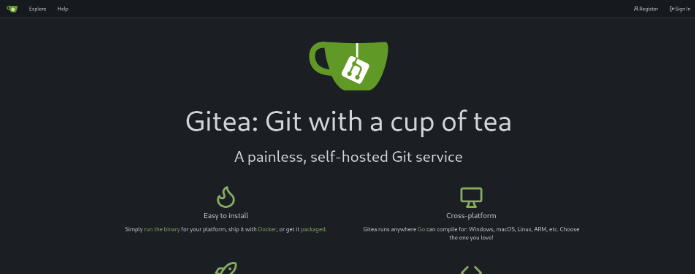 Explore Help Register Sign In
Gitea: Git with a cup of tea
A painless, self-hosted Git service
Easy to install
Simply run the binary for your platform, ship it with Docker, or get it packaged.
Cross-platform
Gitea runs anywhere Go can compile for: Windows, macOS, Linux, ARM, etc. Choose
the one you love!